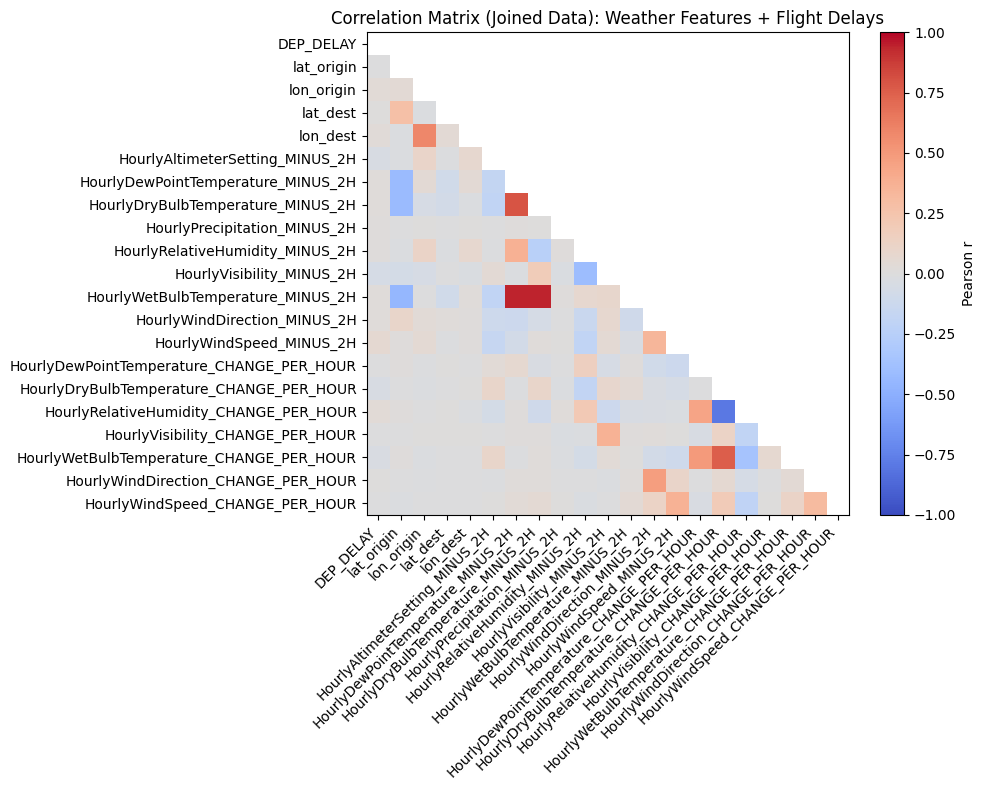 Correlation Matrix (Joined Data): Weather Features + Flight Delays
DEP_DELAY
lat_origin
lon_origin
lat_dest
lon_dest
HourlyAltimeterSetting_MINUS_2H
HourlyDewPointTemperature_MINUS_2H
HourlyDryBulbTemperature_MINUS_2H
HourlyPrecipitation_MINUS_2H
HourlyRelativeHumidity_MINUS_2H
HourlyVisibility_MINUS_2H
HourlyWetBulbTemperature_MINUS_2H
HourlyWindDirection_MINUS_2H
HourlyWindSpeed_MINUS_2H
HourlyDewPointTemperature_CHANGE_PER_HOUR
HourlyDryBulbTemperature_CHANGE_PER_HOUR
HourlyRelativeHumidity_CHANGE_PER_HOUR
HourlyVisibility_CHANGE_PER_HOUR
HourlyWetBulbTemperature_CHANGE_PER_HOUR
HourlyWindDirection_CHANGE_PER_HOUR
HourlyWindSpeed_CHANGE_PER_HOUR
DEP_DELAY
lat_origin
lon_origin
lat_dest
lon_dest
HourlyAltimeterSetting_MINUS_2H
HourlyDewPointTemperature_MINUS_2H
HourlyDryBulbTemperature_MINUS_2H
HourlyPrecipitation_MINUS_2H
HourlyRelativeHumidity_MINUS_2H
HourlyVisibility_MINUS_2H
HourlyWetBulbTemperature_MINUS_2H
HourlyWindDirection_MINUS_2H
HourlyWindSpeed_MINUS_2H
HourlyDewPointTemperature_CHANGE_PER_HOUR
HourlyDryBulbTemperature_CHANGE_PER_HOUR
HourlyRelativeHumidity_CHANGE_PER_HOUR
HourlyVisibility_CHANGE_PER_HOUR
HourlyWetBulbTemperature_CHANGE_PER_HOUR
HourlyWindDirection_CHANGE_PER_HOUR
HourlyWindSpeed_CHANGE_PER_HOUR
1.00
0.75
0.50
0.25
0.00
−0.25
−0.50
−0.75
−1.00
Pearson r